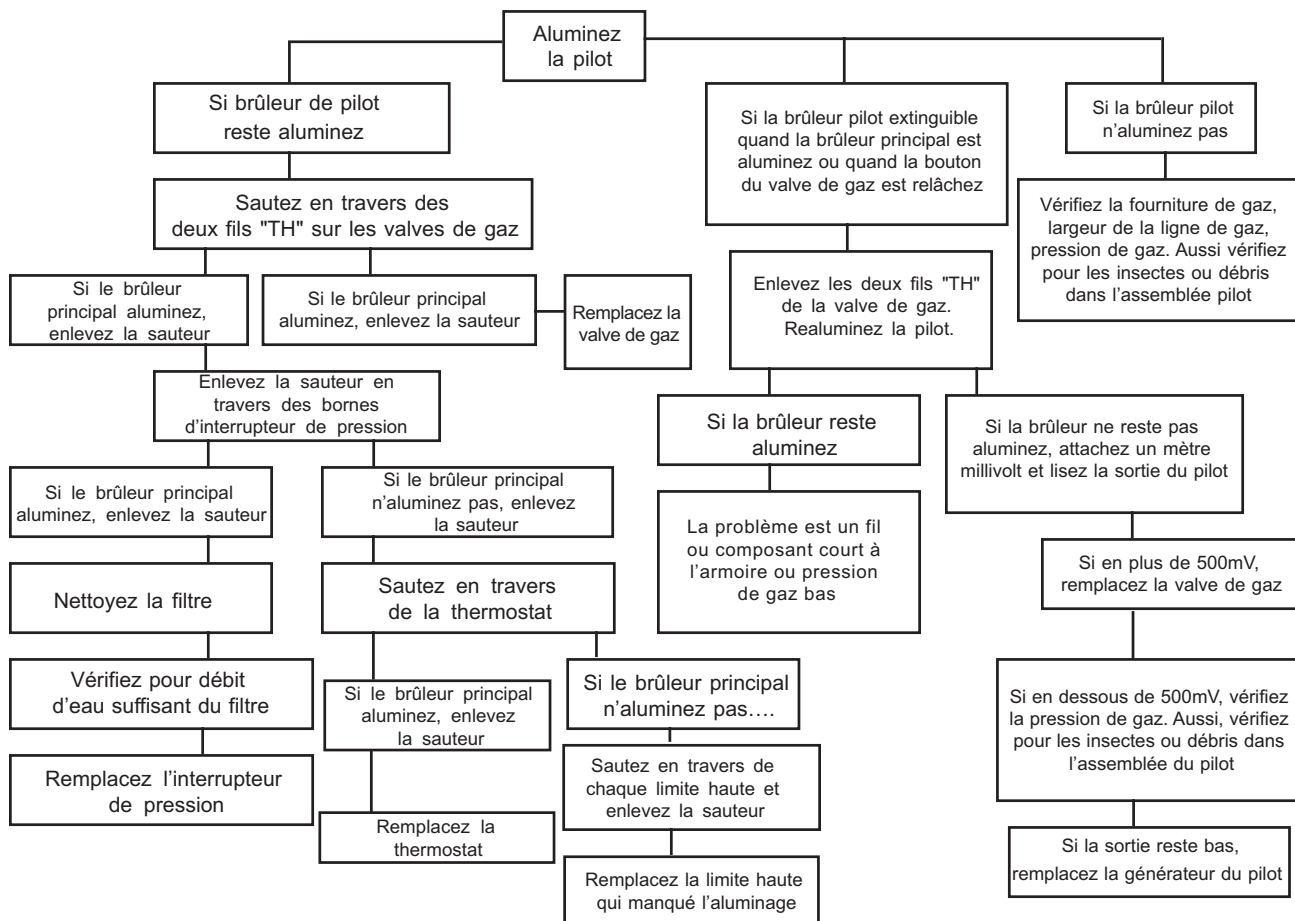 Aluminez
la pilot
Si brûleur de pilot
reste aluminez
Sautez en travers des
deux fils "TH" sur les valves de gaz
Si le brûleur
principal aluminez,
enlevez la sauteur
Si le brûleur principal
aluminez, enlevez la sauteur
Remplacez la
valve de gaz
Enlevez la sauteur en
travers des bornes
d'interrupteur de pression
Si le brûleur principal
aluminez, enlevez la sauteur
Si le brûleur principal
n'aluminez pas, enlevez
la sauteur
Nettoyez la filtre
Sautez en travers
de la thermostat
Vérifiez pour débit
d'eau suffisant du filtre
Si le brûleur principal
aluminez, enlevez
la sauteur
Si le brûleur principal
n'aluminez pas....
Remplacez l'interrupteur
de pression
Remplacez la
thermostat
Sautez en travers de
chaque limite haute et
enlevez la sauteur
Remplacez la limite haute
qui manqué l'aluminage
Si la brûleur pilot extinguible
quand la brûleur principal est
aluminez ou quand la bouton
du valve de gaz est relâchez
Enlevez les deux fils "TH"
de la valve de gaz.
Realuminez la pilot.
Si la brûleur reste
aluminez
La problème est un fil
ou composant court à
l'armoire ou pression
de gaz bas
Si la brûleur ne reste pas
aluminez, attachez un mètre
millivolt et lisez la sortie du pilot
Si en plus de 500mV,
remplacez la valve de gaz
Si en dessous de 500mV, vérifiez
la pression de gaz. Aussi, vérifiez
pour les insectes ou débris dans
l'assemblée du pilot
Si la sortie reste bas,
remplacez la générateur du pilot
Si la brûleur pilot
n'aluminez pas
Vérifiez la fourniture de gaz,
largeur de la ligne de gaz,
pression de gaz. Aussi vérifiez
pour les insectes ou débris
dans l'assemblée pilot